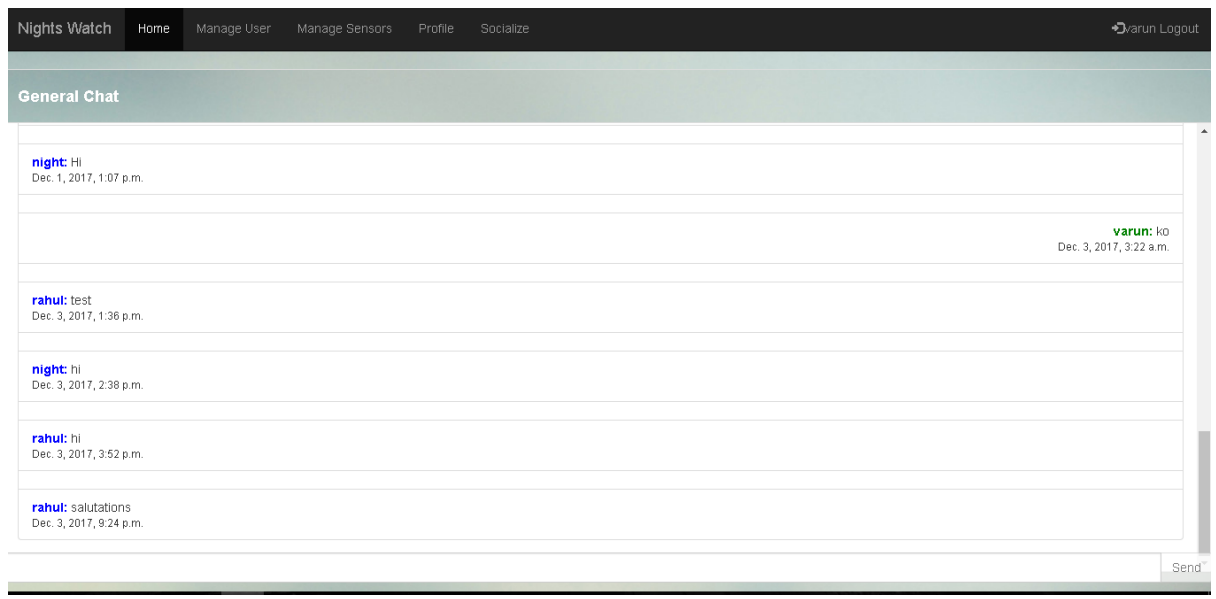 Nights Watch Home Manage User Manage Sensors Profile Socialize varun Logout
General Chat
night: Hi
Dec. 1, 2017, 1:07 p.m.
varun: ko
Dec. 3, 2017, 3:22 a.m.
rahul: test
Dec. 3, 2017, 1:36 p.m.
night: hi
Dec. 3, 2017, 2:38 p.m.
rahul: hi
Dec. 3, 2017, 3:52 p.m.
rahul: salutations
Dec. 3, 2017, 9:24 p.m.
Send